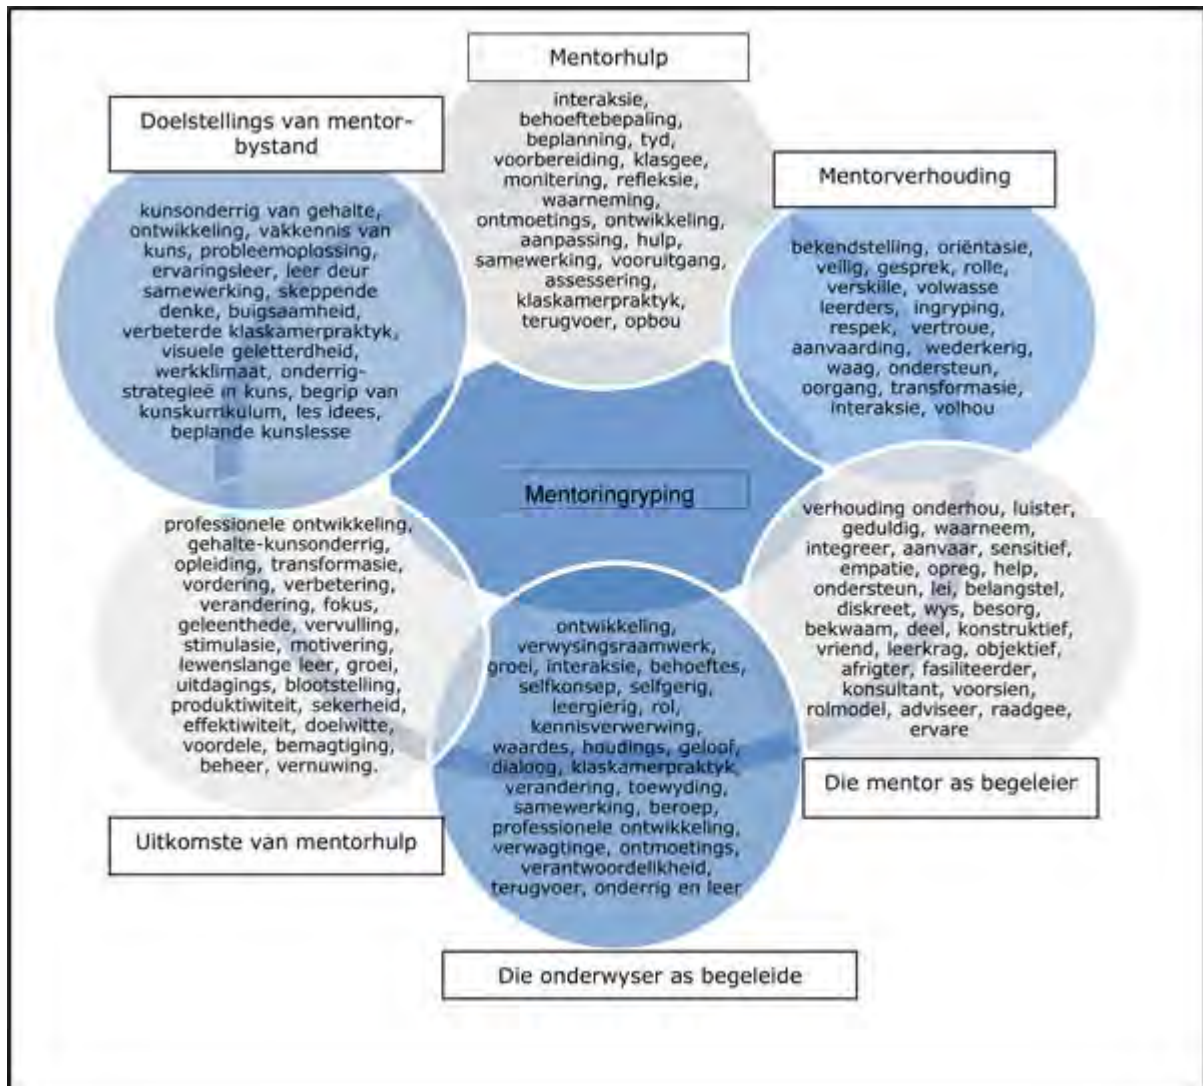 Mentorhulp
interaksie,
behoeftebepaling,
beplanning, tyd,
voorbereiding, klasgee,
monitering, refleksie,
waarneming,
ontmoetings, ontwikkeling,
aanpassing, hulp,
samewerking, vooruitgang,
assessering,
klaskamerpraktyk,
terugvoer, opbou
Doelstellings van mentor-
bystand
kunsonderrig van gehalte,
ontwikkeling, vakkennis van
kuns, probleemoplossing,
ervaringsleer, leer deur
samewerking, skeppende
denke, buigsaamheid,
verbeterde klaskamerpraktyk,
visuele geletterdheid,
werkklimaat, onderrig-
strategieë in kuns, begrip van
kunskurrikulum, les idees,
beplande kunslesse
Mentorverhouding
bekendstelling, oriëntasie,
veilig, gesprek, rolle,
verskille, volwasse
leerders, ingryping,
respek, vertroue,
aanvaarding, wederkerig,
waag, ondersteun,
oorgang, transformasie,
interaksie, volhou
Mentoringryping
professionele ontwikkeling,
gehalte-kunsonderrig,
opleiding, transformasie,
vordering, verbetering,
verandering, fokus,
geleenthede, vervulling,
stimulasie, motivering,
lewenslange leer, groei,
uitdagings, blootstelling,
produktiwiteit, sekerheid,
effektiwiteit, doelwitte,
voordele, bemagtiging,
beheer, vernuwing.
Uitkomste van mentorhulp
ontwikkeling,
verwysingsraamwerk,
groei, interaksie, behoeftes,
selfkonsep, selfgerig,
leergierig, rol,
kennisverwerwing,
waardes, houdings, geloof,
dialoog, klaskamerpraktyk,
verandering, toewyding,
samewerking, beroep,
professionele ontwikkeling,
verwagtinge, ontmoetings,
verantwoordelikheid,
terugvoer, onderrig en leer
Die onderwyser as begeleide
verhouding onderhou, luister,
geduldig, waarneem,
integreer, aanvaar, sensitief,
empatie, opreg, help,
ondersteun, lei, belangstel,
diskreet, wys, besorg,
bekwaam, deel, konstruktief,
vriend, leerkrag, objektief,
afrigter, fasiliteerder,
konsultant, voorsien,
rolmodel, adviseer, raadgee,
ervare
Die mentor as begeleier